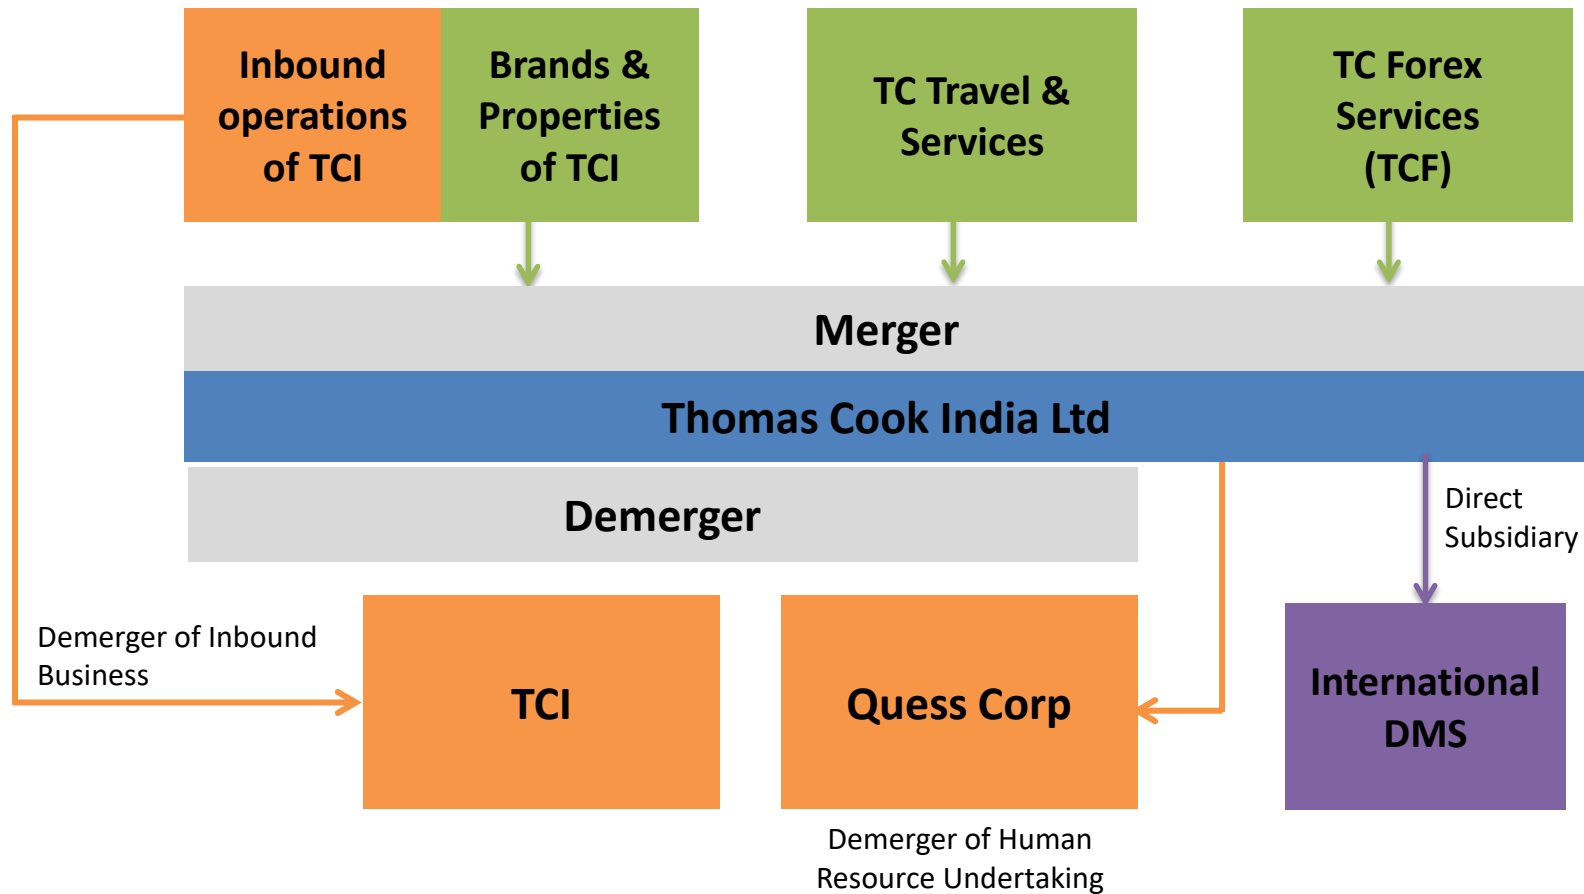 Inbound
operations
of TCI
Brands &
Properties
of TCI
TC Travel &
Services
TC Forex
Services
(TCF)
Merger
Thomas Cook India Ltd
Demerger
Direct
Subsidiary
Demerger of Inbound
Business
TCI
Quess Corp
International
DMS
Demerger of Human
Resource Undertaking